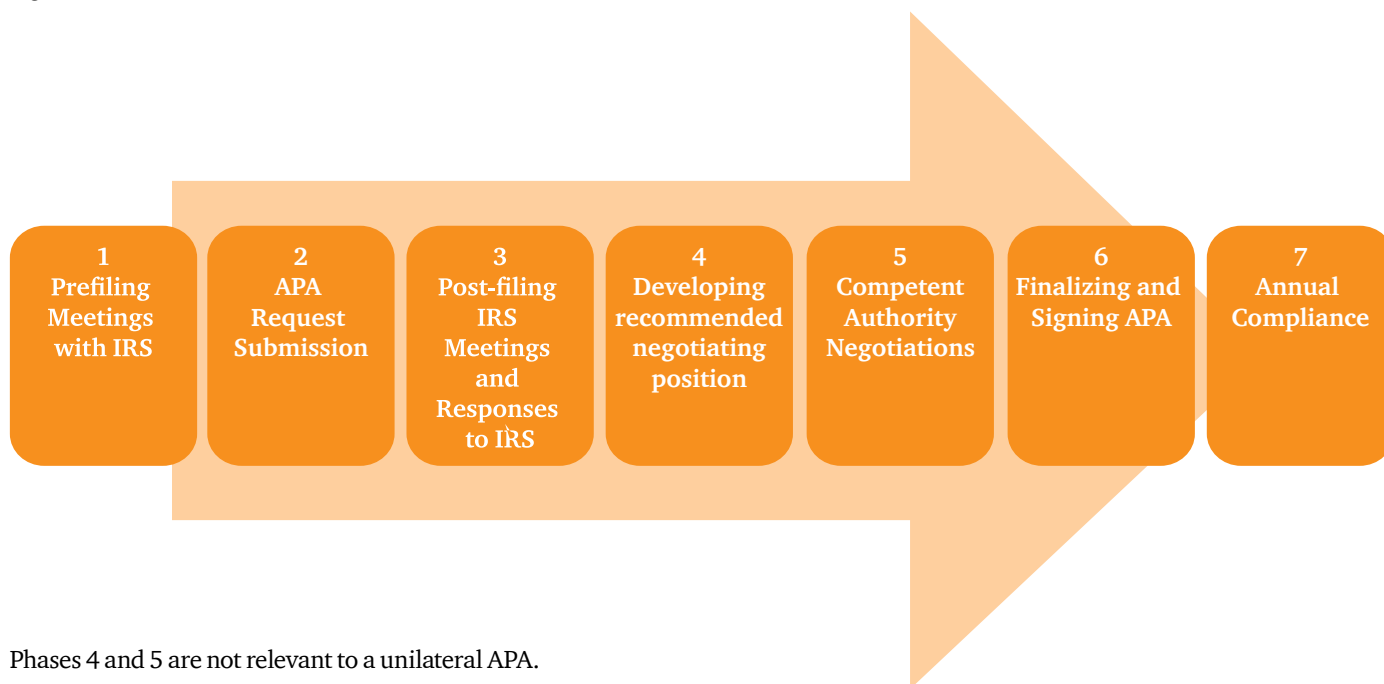 1
Prefiling
Meetings
with IRS
2
APA
Request
Submission
3
Post-filing
IRS
Meetings
and
Responses
to IRS
4
Developing
recommended
negotiating
position
5
Competent
Authority
Negotiations
6
Finalizing and
Signing APA
7
Annual
Compliance
Phases 4 and 5 are not relevant to a unilateral APA.